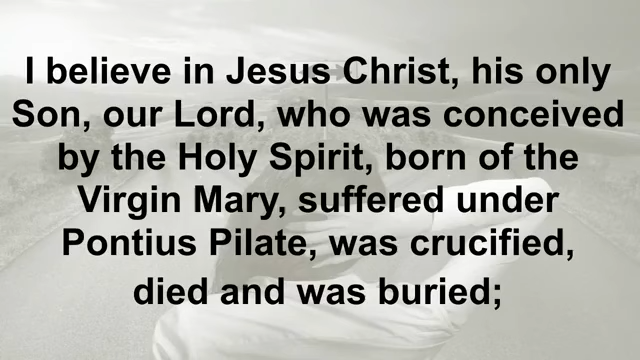 I believe in Jesus Christ, his only
Son, our Lord, who was conceived
by the Holy Spirit, born of the
Virgin Mary, suffered under
Pontius Pilate, was crucified,
died and was buried;